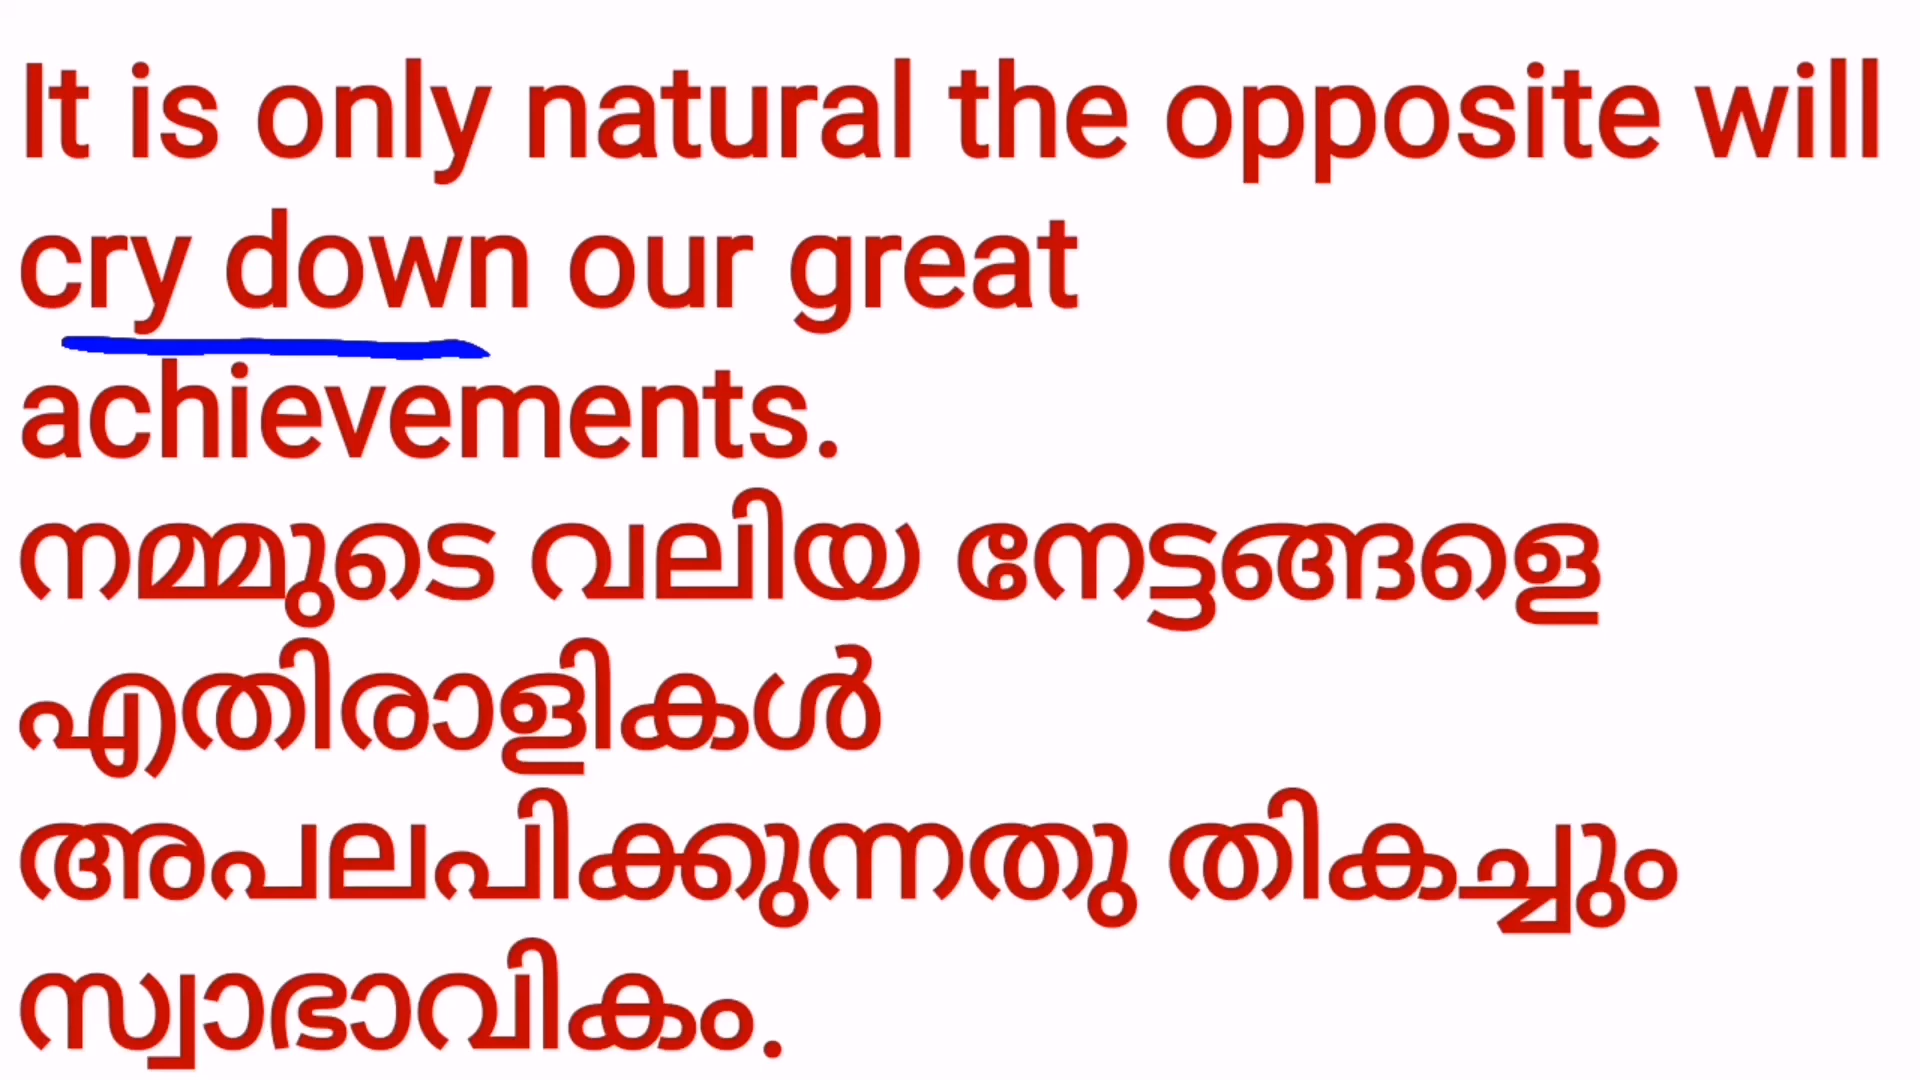 It is only natural the opposite will
cry down our great
achievements.
നമ്മുടെ വലിയ നേട്ടങ്ങളെ
എതിരാളികൾ
അപലപിക്കുന്നതു തികച്ചും
സ്വാഭാവികം.